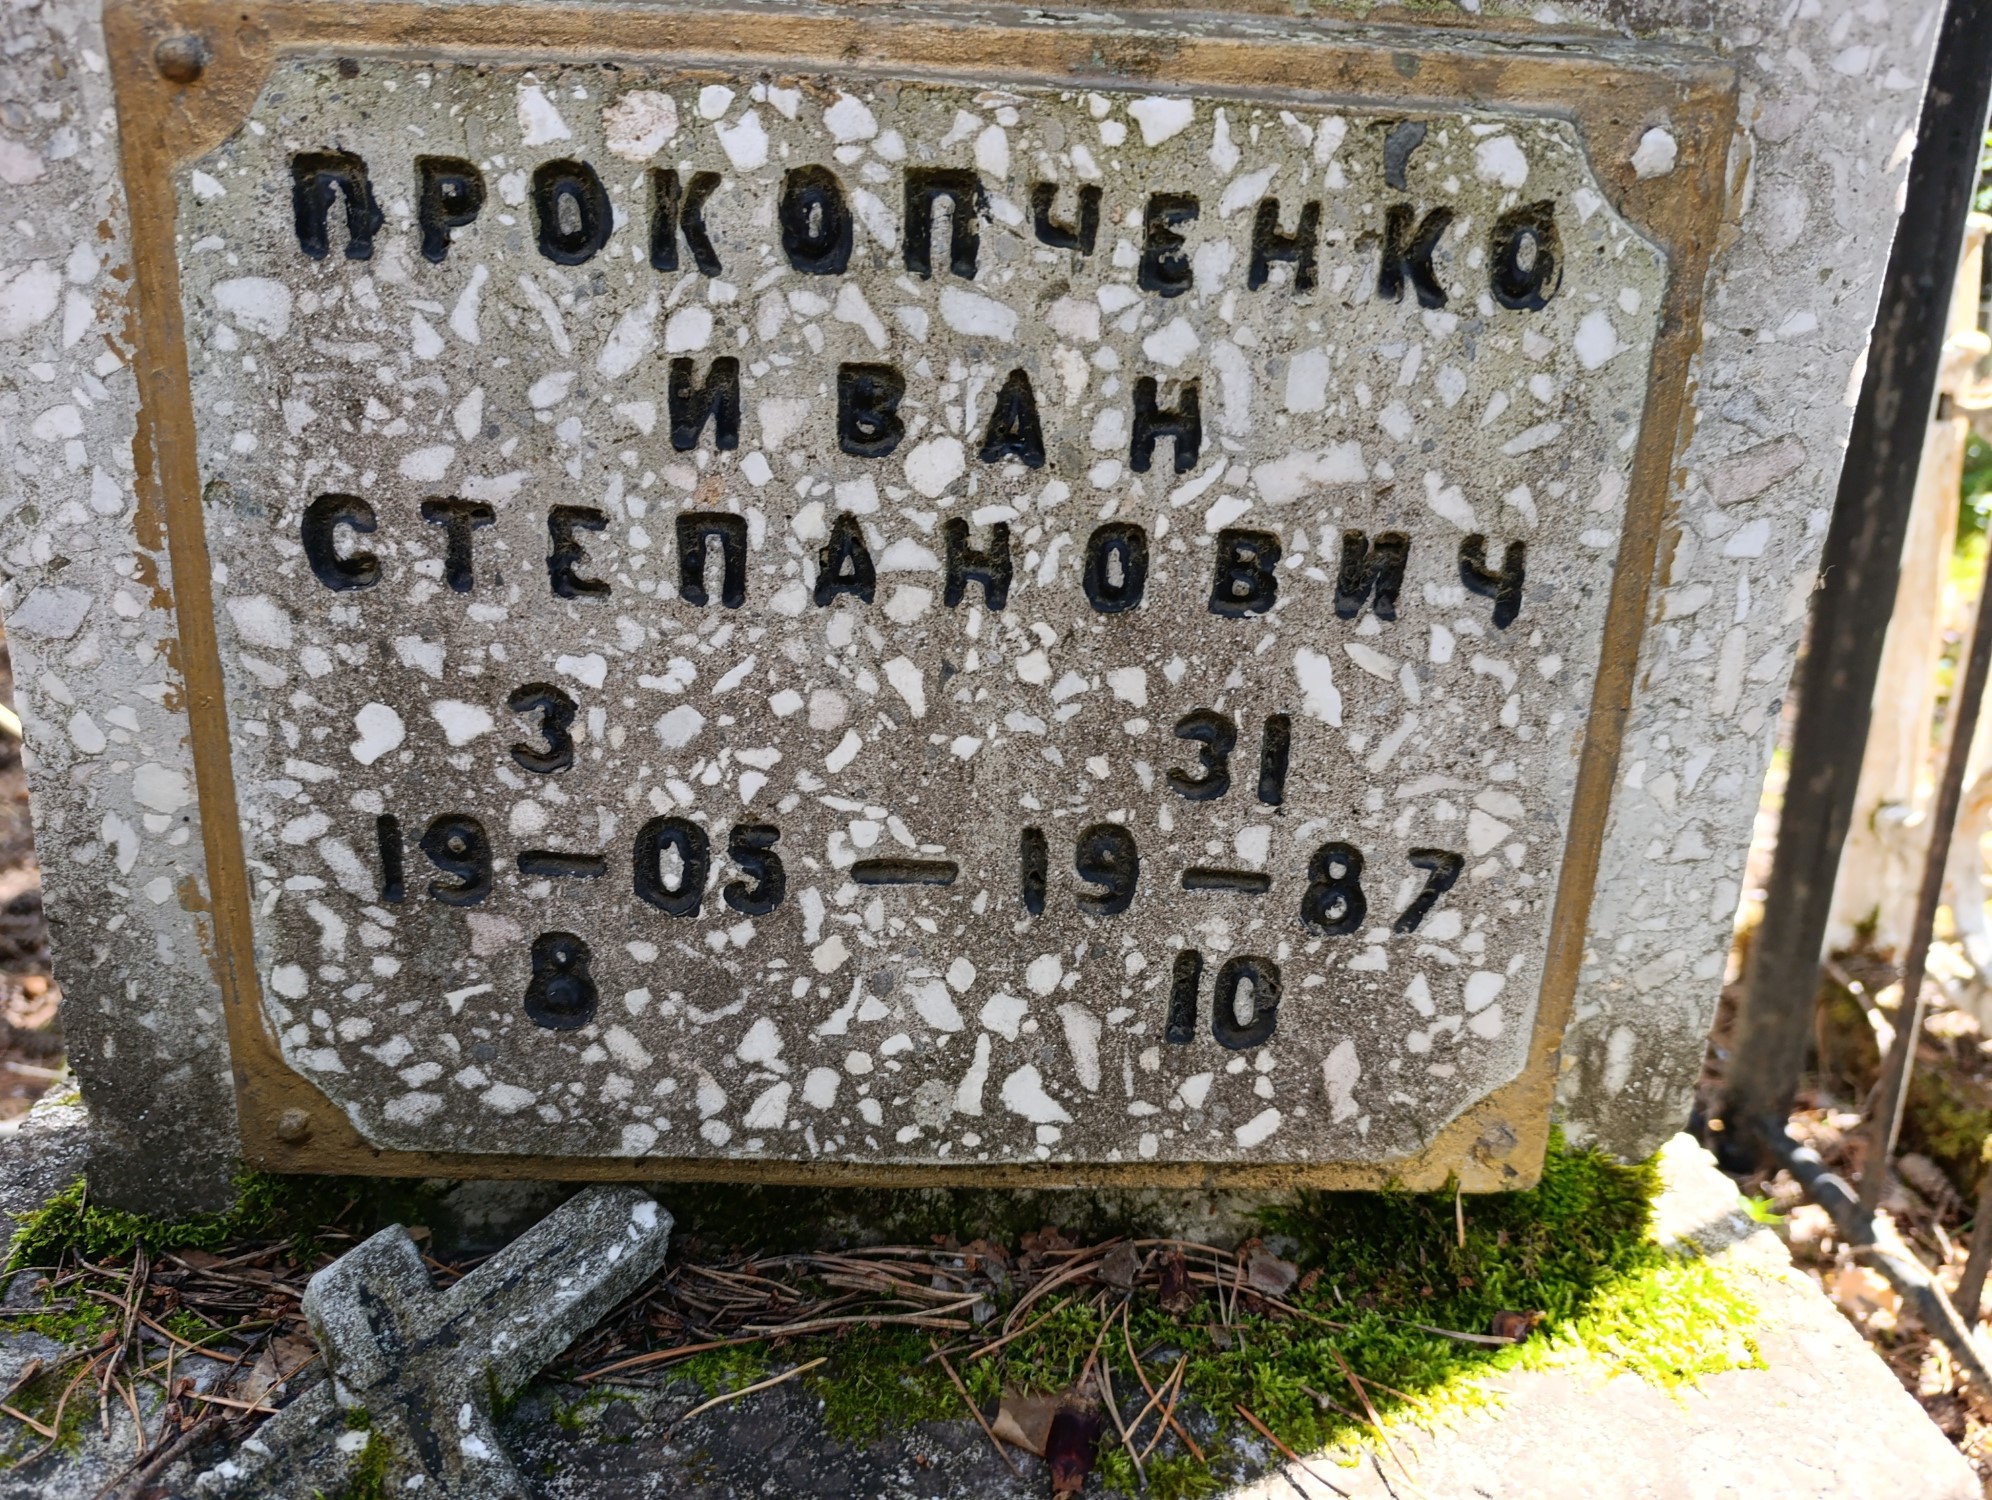 ПРОКОПЧЕНКО
ИВАН
СТЕПАНОВИЧ
3 31
19—05—19—87
8 10